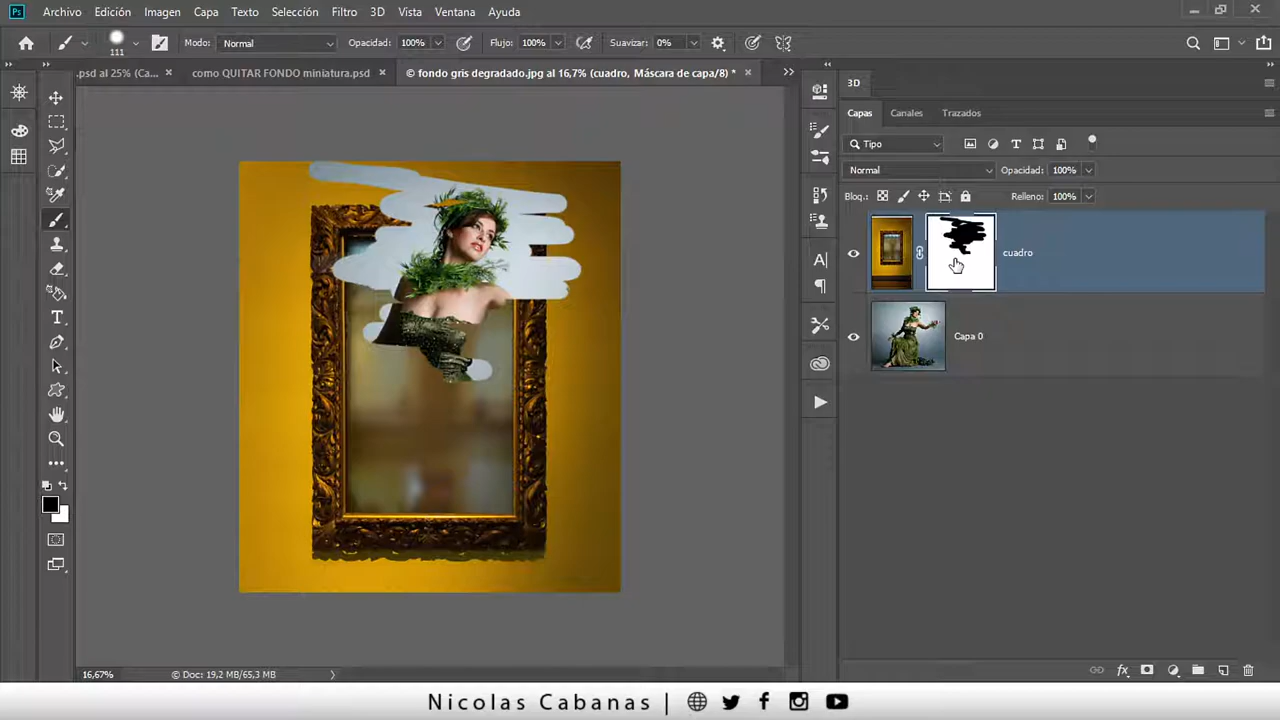 Ps Archivo Edición Imagen Capa Texto Selección Filtro 3D Vista Ventana Ayuda
111 Modo: Normal Opacidad: 100% Flujo: 100% Suavizar: 0%
.psd al 25% (Ca... × como QUITAR FONDO miniatura.psd × © fondo gris degradado.jpg al 16,7% (cuadro, Máscara de capa/8) * ×
3D
Capas Canales Trazados
Tipo
Normal Opacidad: 100%
Bloq.: Relleno: 100%
cuadro
Capa 0
16,67% © Doc: 19,2 MB/65,3 MB
Nicolas Cabanas |